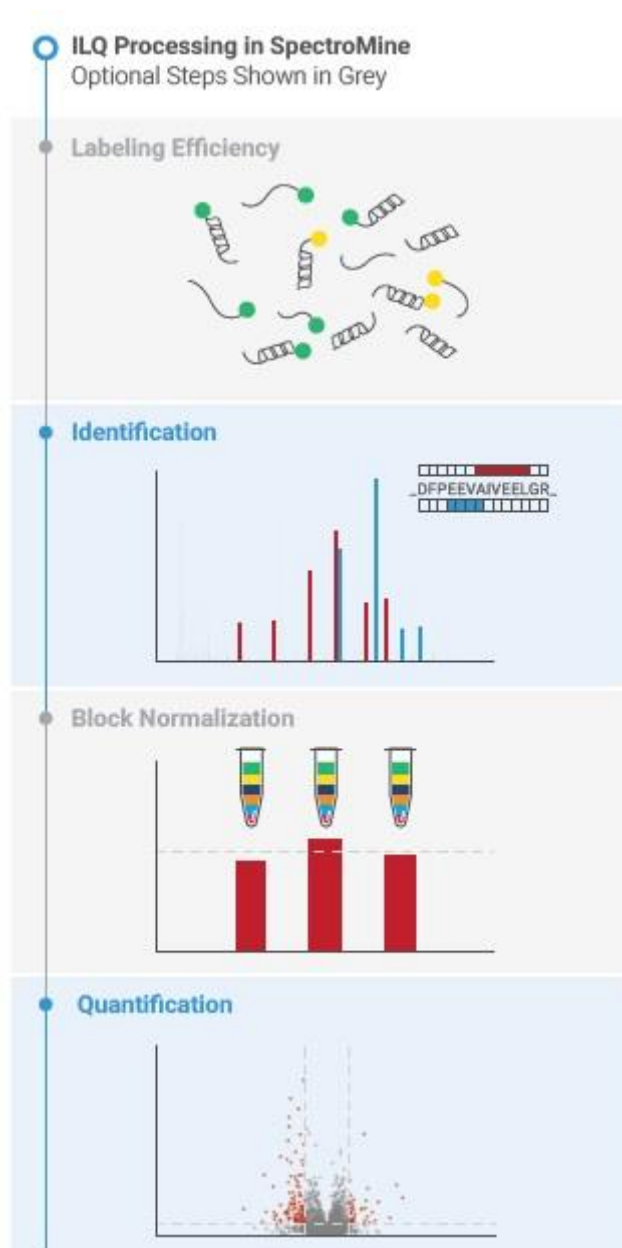 ILQ Processing in SpectroMine
Optional Steps Shown in Grey
Labeling Efficiency
Identification
_DFPEEVAIVEELGR_
Block Normalization
Quantification